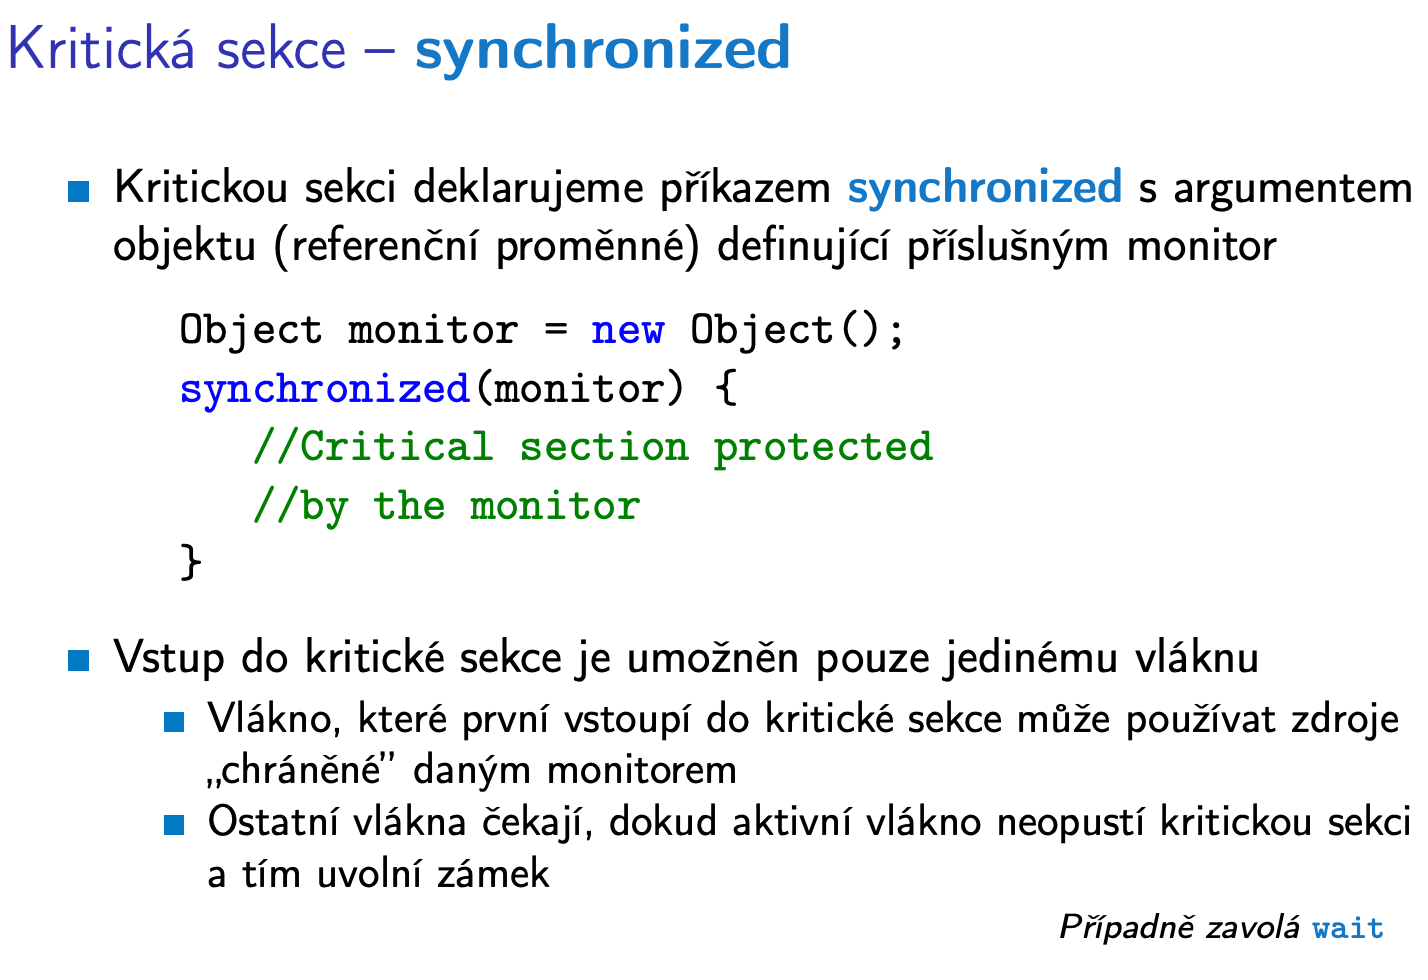 Kritická sekce – synchronized
Kritickou sekci deklarujeme příkazem synchronized s argumentem
objektu (referenční proměnné) definující příslušným monitor
Object monitor = new Object();
synchronized(monitor) {
//Critical section protected
//by the monitor
}
Vstup do kritické sekce je umožněn pouze jedinému vláknu
Vlákno, které první vstoupí do kritické sekce může používat zdroje
„chráněné” daným monitorem
Ostatní vlákna čekají, dokud aktivní vlákno neopustí kritickou sekci
a tím uvolní zámek
Případně zavolá wait